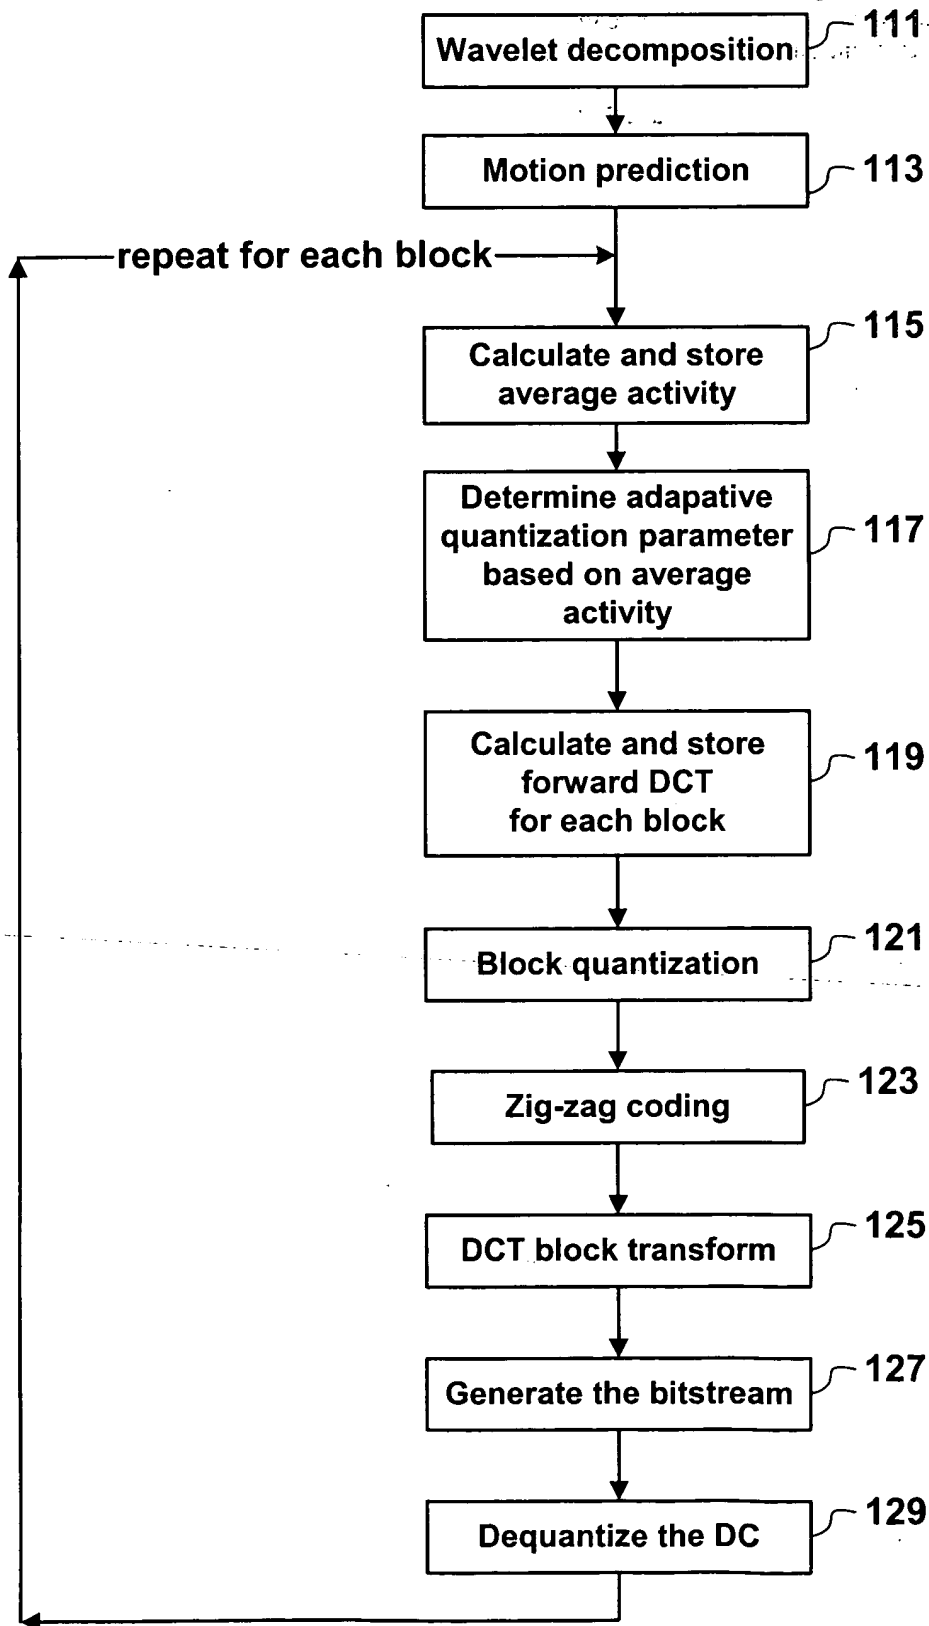 111
Wavelet decomposition
Motion prediction
113
repeat for each block
115
Calculate and store
average activity
Determine adapative
quantization parameter
based on average
activity
117
Calculate and store
forward DCT
for each block
119
121
Block quantization
123
Zig-zag coding
125
DCT block transform
127
Generate the bitstream
129
Dequantize the DC